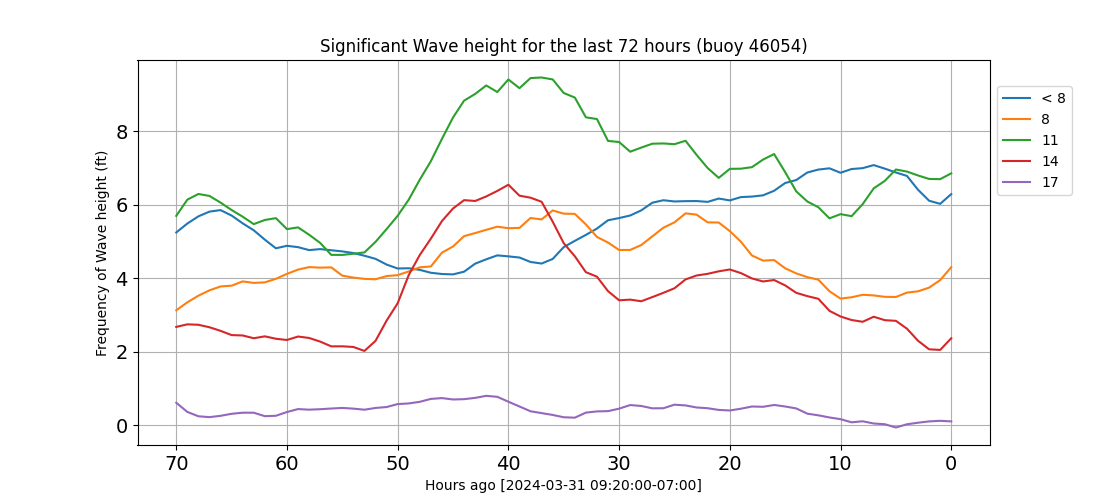 Significant Wave height for the last 72 hours (buoy 46054)
Frequency of Wave height (ft)
8
6
4
2
0
70 60 50 40 30 20 10 0
Hours ago [2024-03-31 09:20:00-07:00]
< 8
8
11
14
17